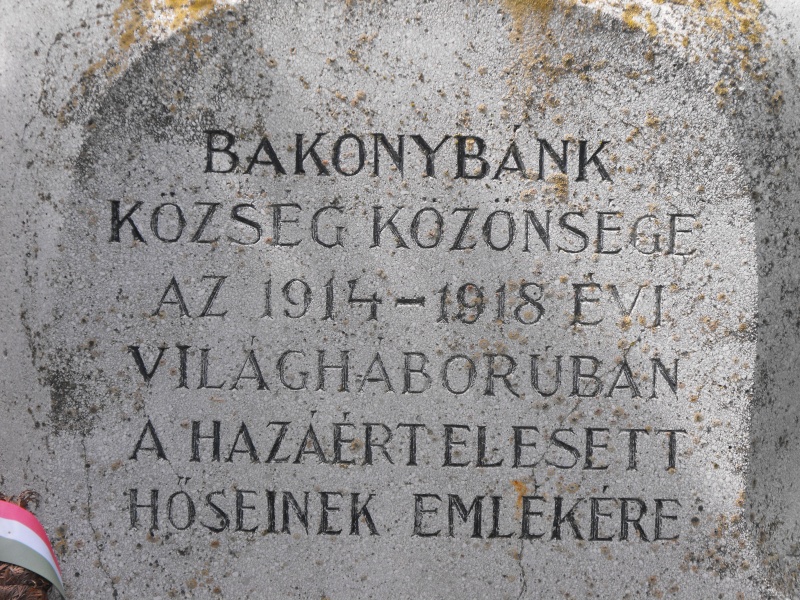 BAKONYBÁNK
KÖZSÉG KÖZÖNSÉGE
AZ 1914-1918 ÉVI
VILÁGHÁBORÚBAN
A HAZÁÉRT ELESETT
HŐSEINEK EMLÉKÉRE